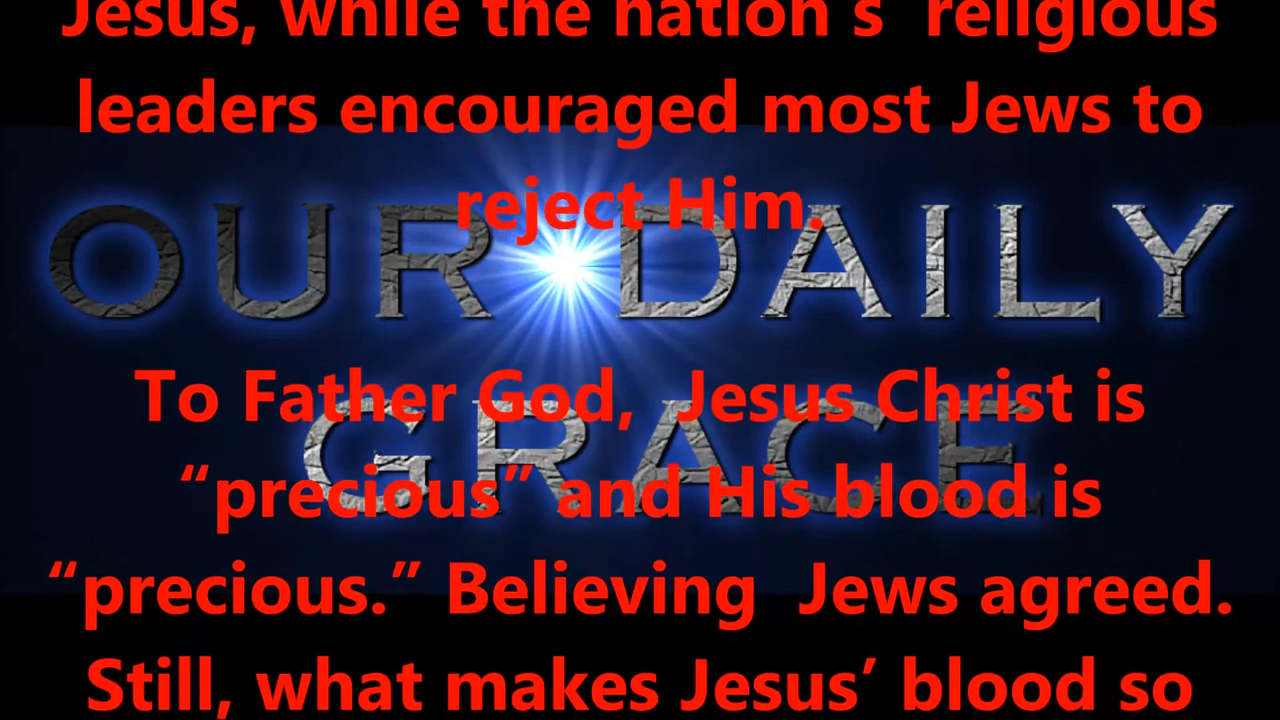 Jesus, while the nation's religious
leaders encouraged most Jews to
reject Him.
OUR DAILY
GRACE
To Father God, Jesus Christ is
“precious” and His blood is
“precious.” Believing Jews agreed.
Still, what makes Jesus’ blood so